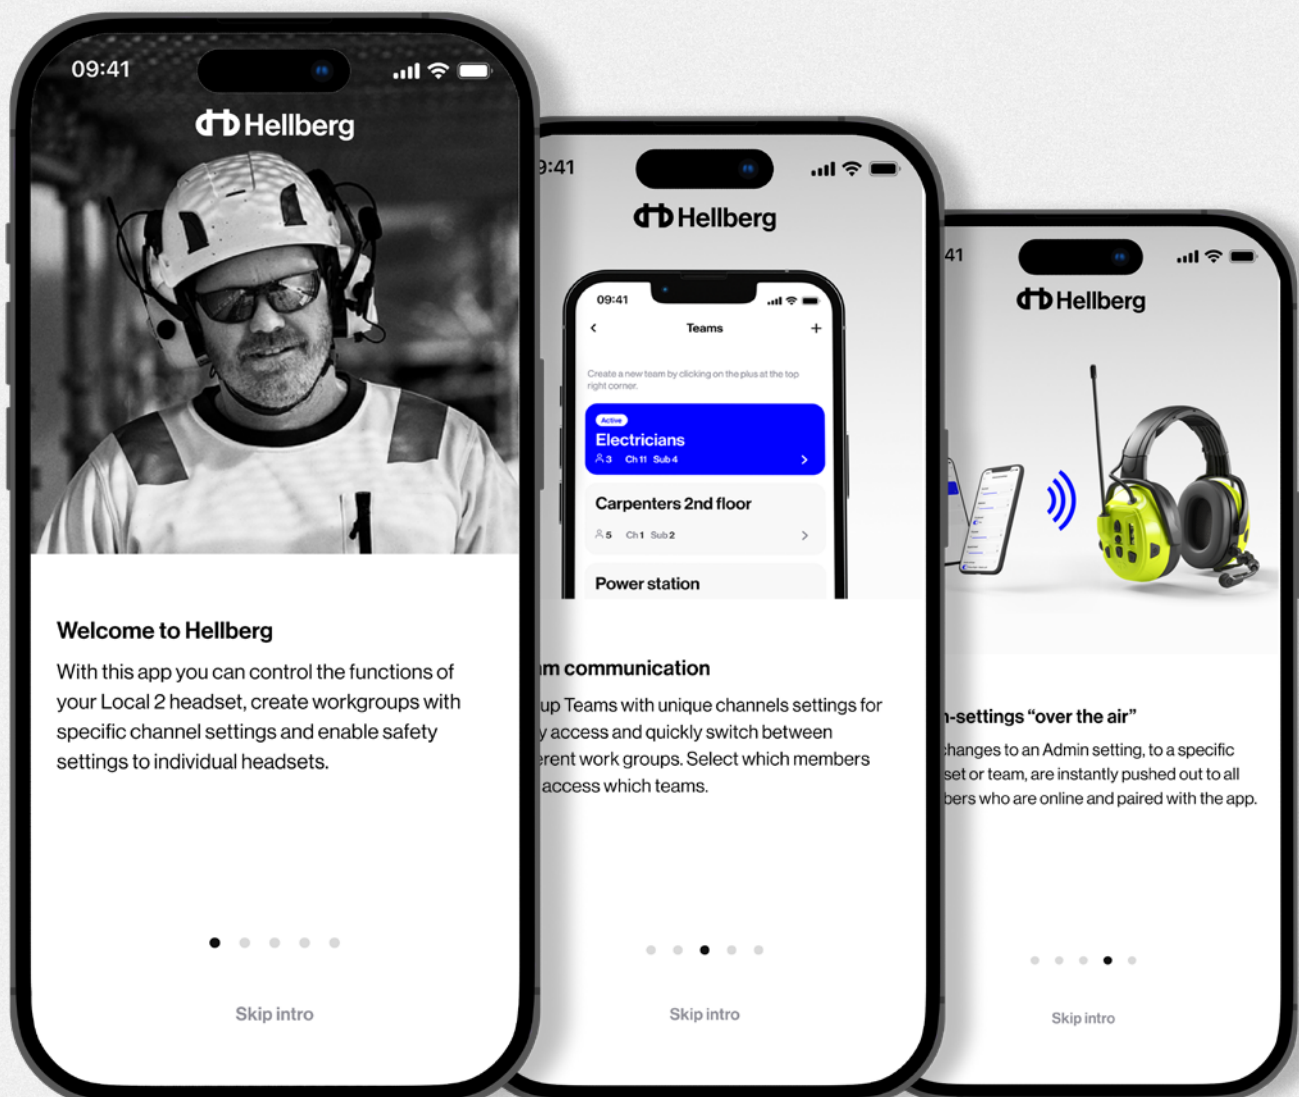 09:41
Hellberg
Welcome to Hellberg
With this app you can control the functions of
your Local 2 headset, create workgroups with
specific channel settings and enable safety
settings to individual headsets.
Skip intro
9:41
Hellberg
09:41
Teams
Create a new team by clicking on the plus at the top
right corner.
Active
Electricians
3 Ch 11 Sub 4
Carpenters 2nd floor
5 Ch 1 Sub 2
Power station
communication
up Teams with unique channels settings for
access and quickly switch between
work groups. Select which members
access which teams.
Skip intro
41
Hellberg
-settings “over the air”
changes to an Admin setting, to a specific
or team, are instantly pushed out to all
who are online and paired with the app.
Skip intro